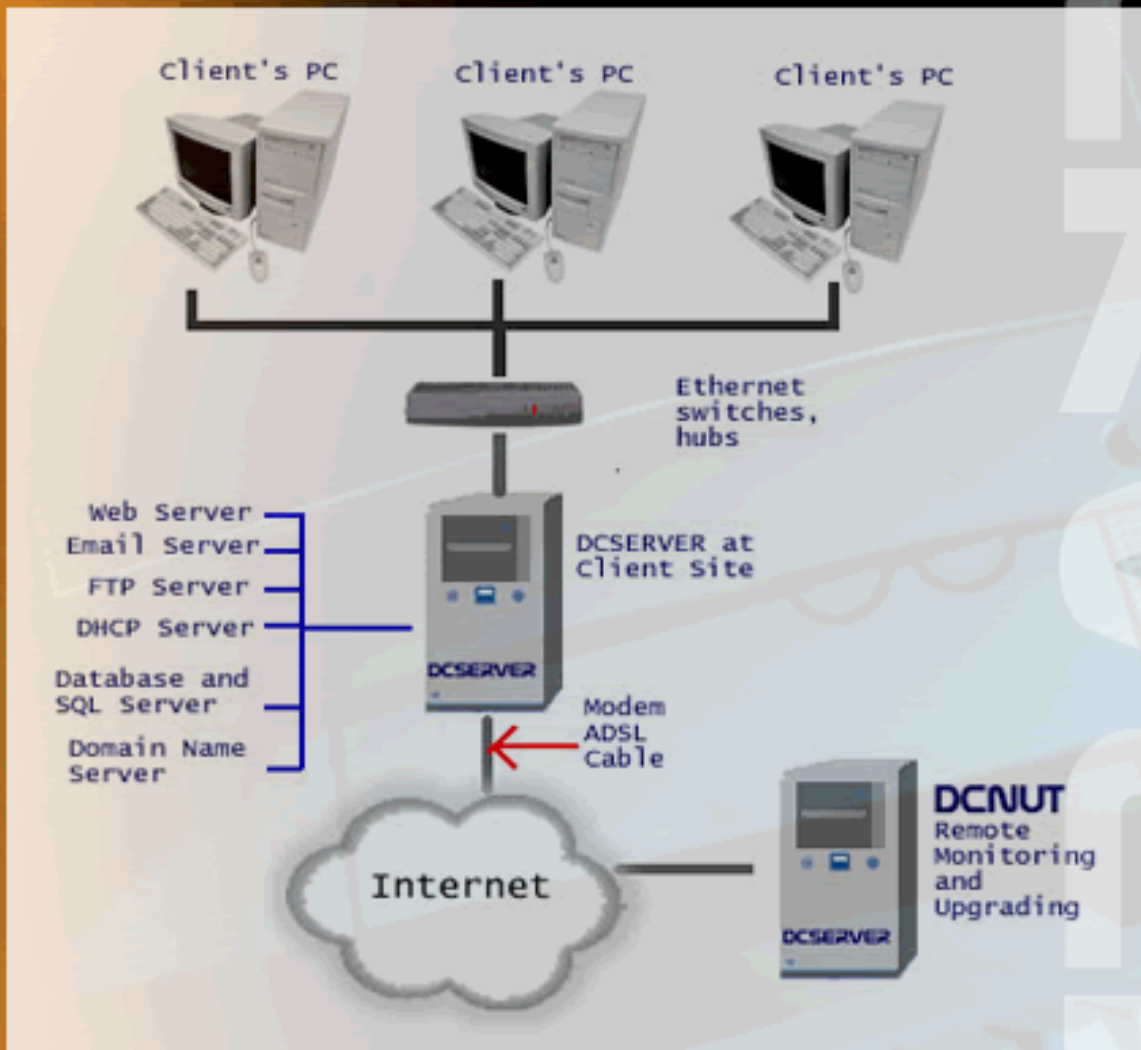 Client's PC
Client's PC
Client's PC
Ethernet
switches,
hubs
Web Server
Email Server
FTP Server
DHCP Server
Database and
SQL Server
Domain Name
Server
DCSERVER at
Client Site
DCSERVER
Modem
ADSL
Cable
Internet
DCNUT
Remote
Monitoring
and
Upgrading
DCSERVER